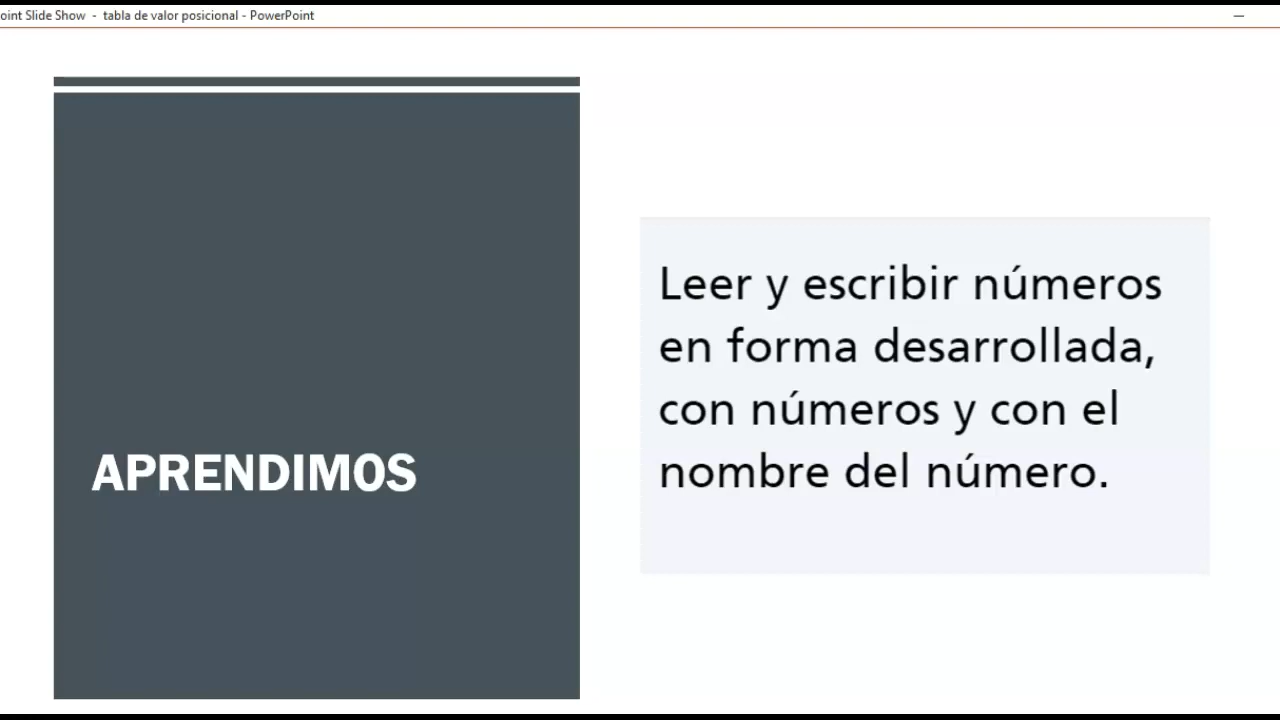 oint Slide Show - tabla de valor posicional - PowerPoint
APRENDIMOS
Leer y escribir números
en forma desarrollada,
con números y con el
nombre del número.